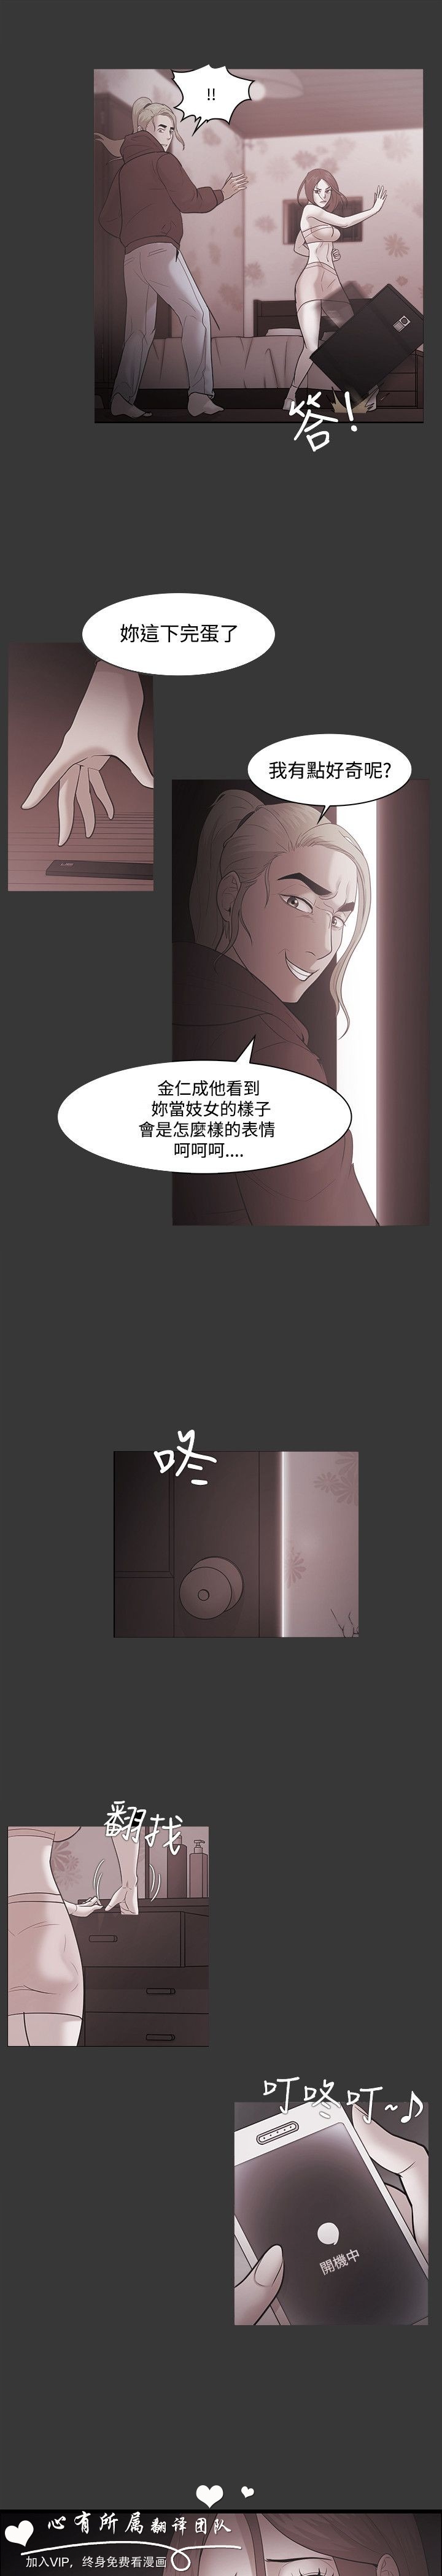 !!
答!
妳這下完蛋了
我有點好奇呢?
金仁成他看到
妳當妓女的樣子
會是怎麼樣的表情
呵呵呵....
咚
翻找
叮咚叮~♪
開機中
心有所属翻译团队
加入VIP，终身免费看漫画